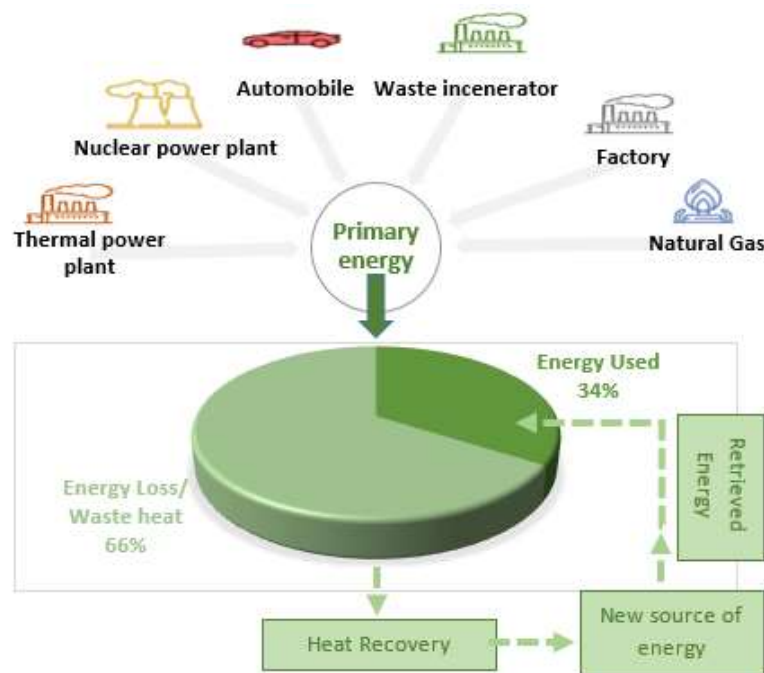 Automobile
Waste incenerator
Nuclear power plant
Factory
Thermal power
plant
Natural Gas
Primary
energy
Energy Used
34%
Energy Loss/
Waste heat
66%
Retrieved
Energy
Heat Recovery
New source of
energy